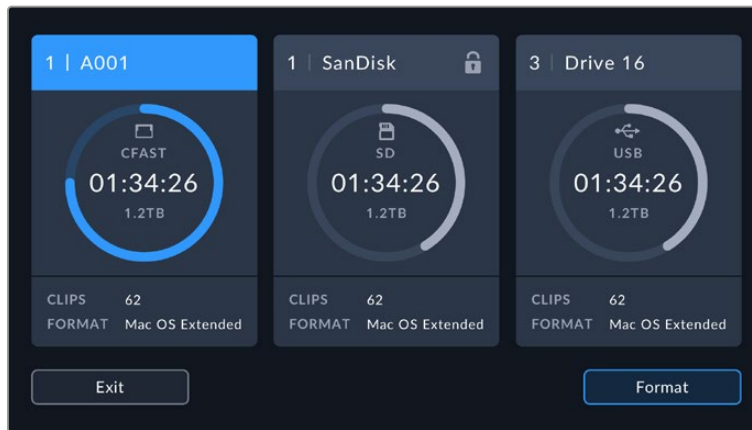 1 | A001
CFAST
01:34:26
1.2TB
CLIPS 62
FORMAT Mac OS Extended
1 | SanDisk
SD
01:34:26
1.2TB
CLIPS 62
FORMAT Mac OS Extended
3 | Drive 16
USB
01:34:26
1.2TB
CLIPS 62
FORMAT Mac OS Extended
Exit
Format